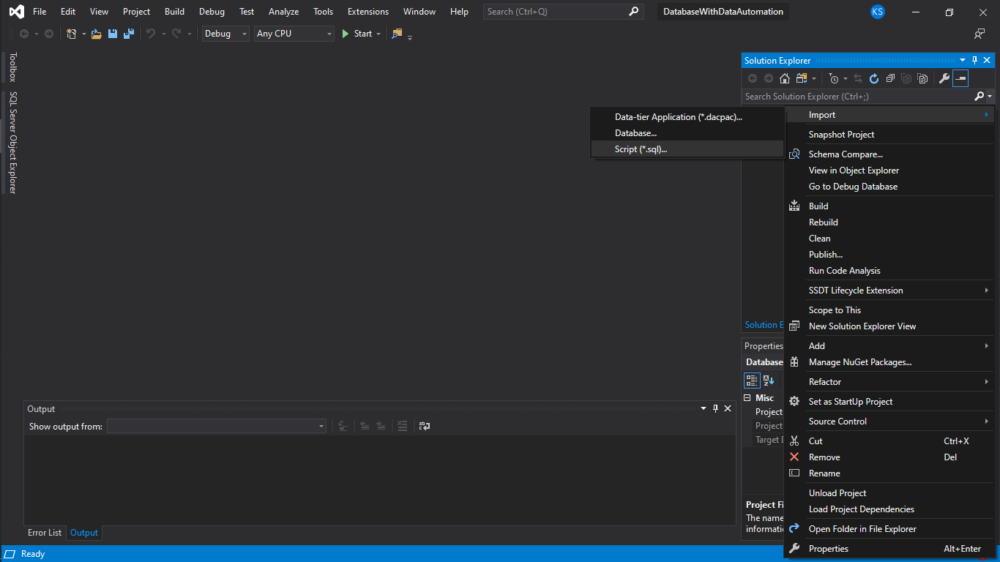 File Edit View Project Build Debug Test Analyze Tools Extensions Window Help Search (Ctrl+Q) DatabaseWithDataAutomation KS
Debug Any CPU Start
Toolbox
SQL Server Object Explorer
Solution Explorer
Search Solution Explorer (Ctrl+;)
Data-tier Application (*.dacpac)...
Database...
Script (*.sql)...
Import
Snapshot Project
Schema Compare...
View in Object Explorer
Go to Debug Database
Build
Rebuild
Clean
Publish...
Run Code Analysis
SSDT Lifecycle Extension
Scope to This
New Solution Explorer View
Add
Manage NuGet Packages...
Refactor
Set as StartUp Project
Source Control
Cut Ctrl+X
Remove Del
Rename
Unload Project
Load Project Dependencies
Open Folder in File Explorer
Properties Alt+Enter
Solution E
Properties
Database
Misc
Project
Project
Target D
Project Fi
The name
informatio
Output
Show output from:
Error List Output
Ready